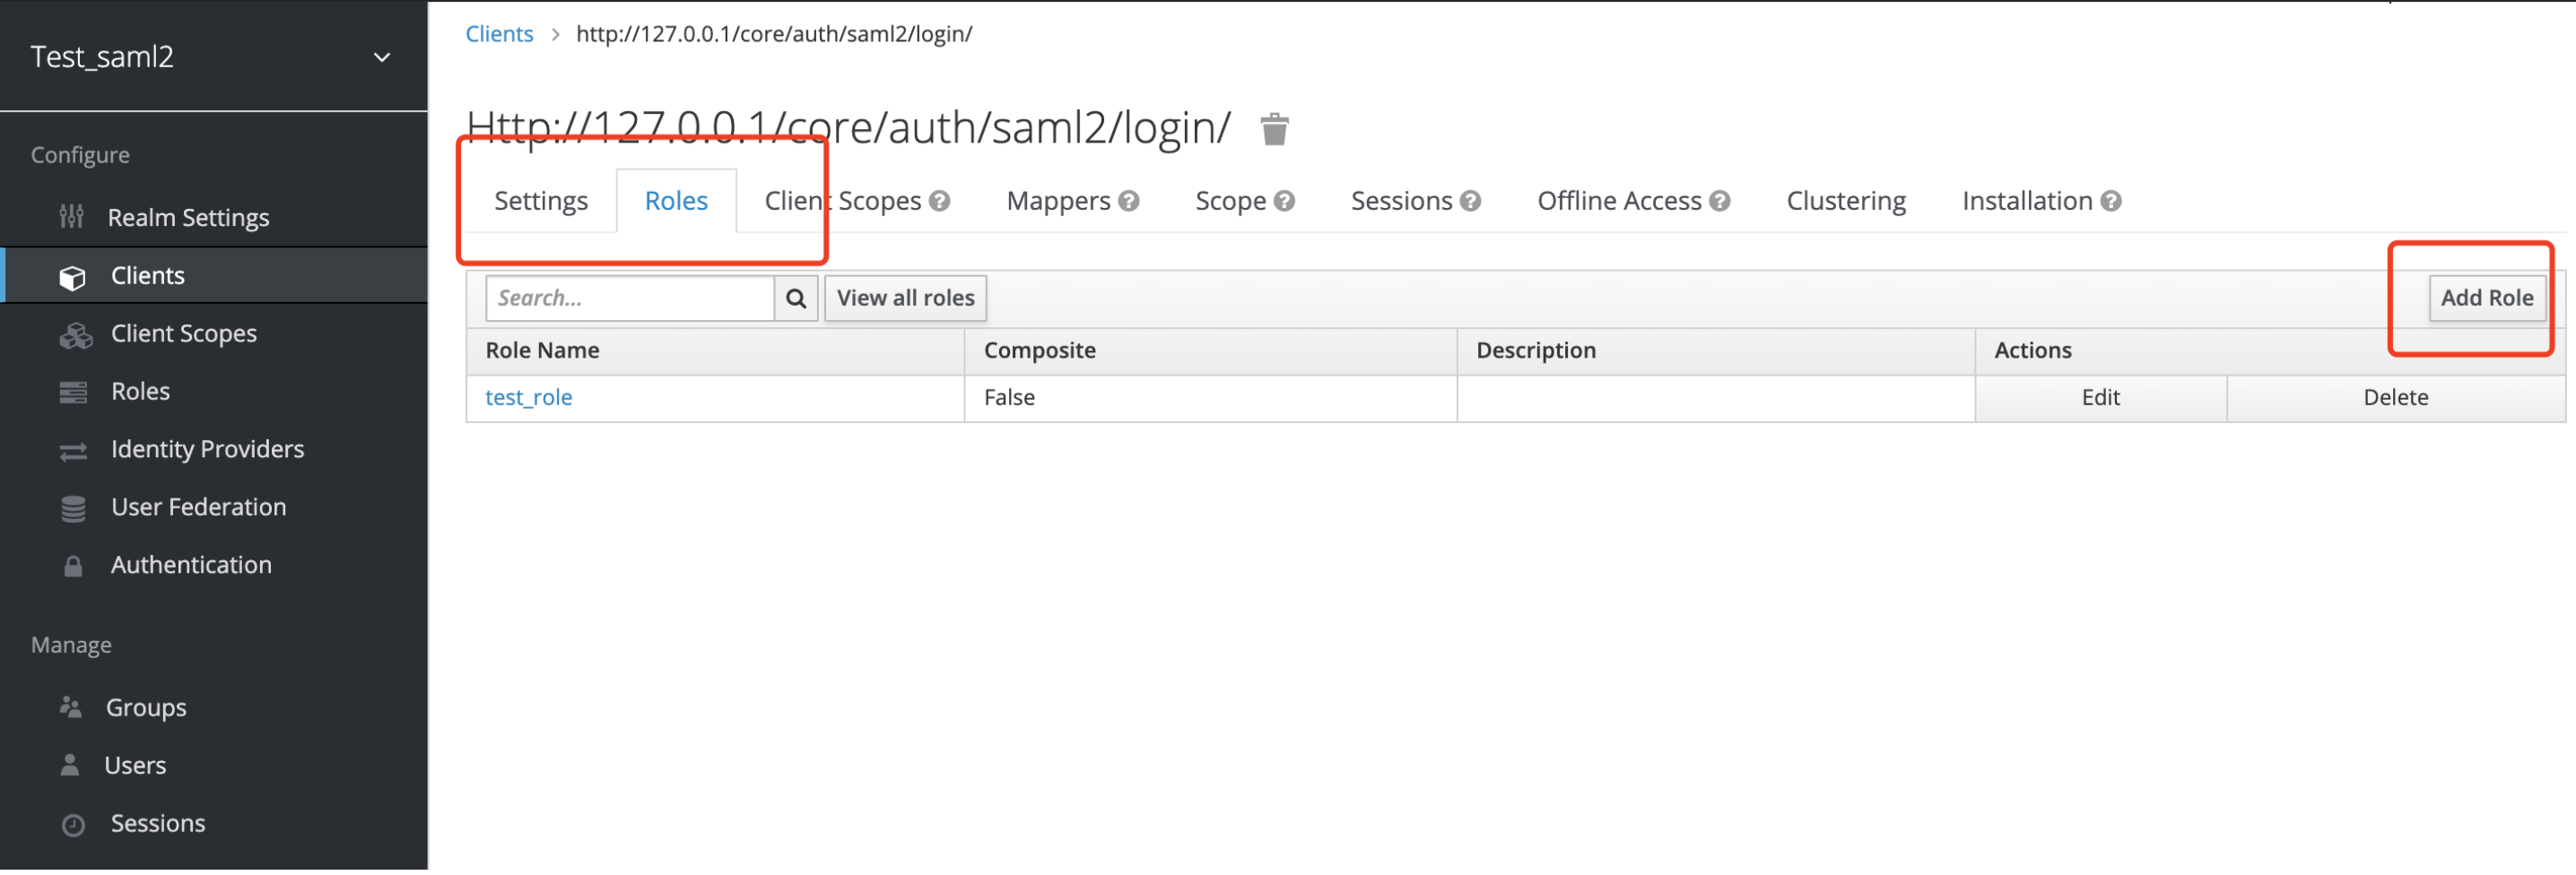 Test_saml2
Configure
Realm Settings
Clients
Client Scopes
Roles
Identity Providers
User Federation
Authentication
Manage
Groups
Users
Sessions
Clients > http://127.0.0.1/core/auth/saml2/login/
Http://127.0.0.1/core/auth/saml2/login/
Settings Roles Client Scopes Mappers Scope Sessions Offline Access Clustering Installation
Search... View all roles Add Role
Role Name Composite Description Actions
test_role False Edit Delete